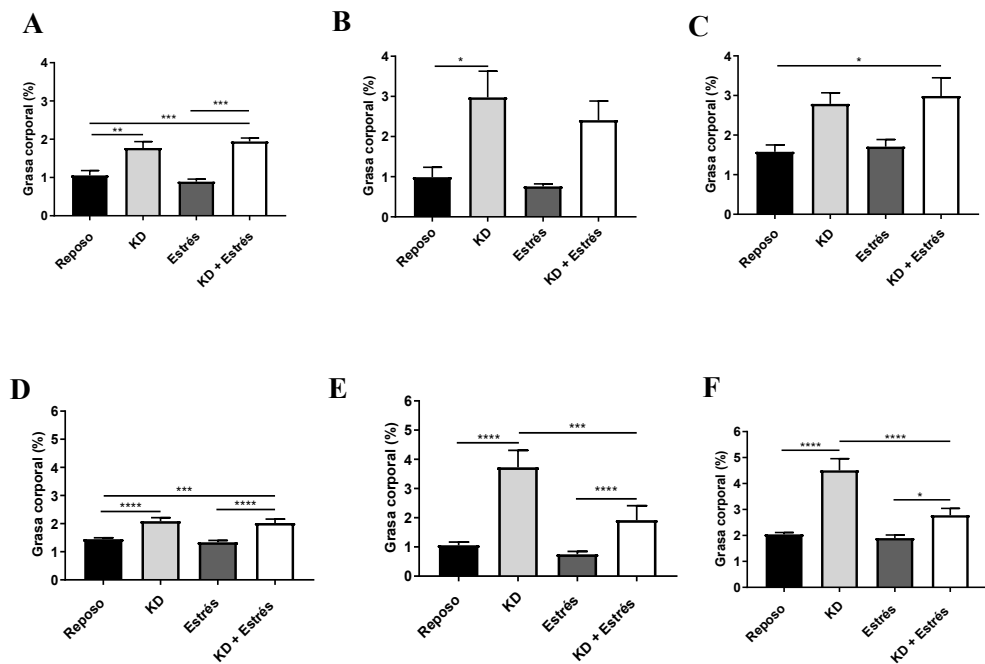 A
Grasa corporal (%)
4
3
2
1
0
***
***
**
Reposo
KD
Estrés
KD + Estrés
B
Grasa corporal (%)
4
3
2
1
0
*
Reposo
KD
Estrés
KD + Estrés
C
Grasa corporal (%)
4
3
2
1
0
*
Reposo
KD
Estrés
KD + Estrés
D
Grasa corporal (%)
6
5
4
3
2
1
0
***
****
****
Reposo
KD
Estrés
KD + Estrés
E
Grasa corporal (%)
6
5
4
3
2
1
0
****
***
****
Reposo
KD
Estrés
KD + Estrés
F
Grasa corporal (%)
6
5
4
3
2
1
0
****
****
*
Reposo
KD
Estrés
KD + Estrés